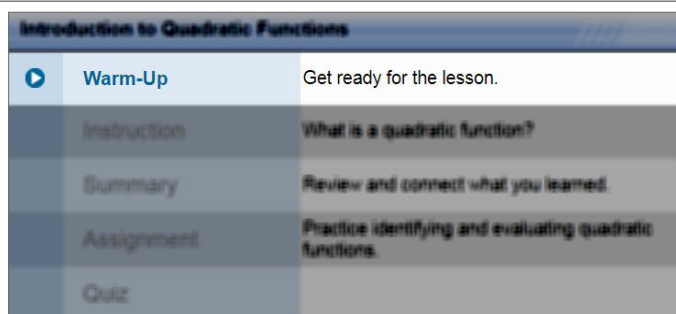 Introduction to Quadratic Functions
Warm-Up
Get ready for the lesson.
Instruction
What is a quadratic function?
Summary
Review and connect what you learned.
Assignment
Practice identifying and evaluating quadratic
functions.
Quiz